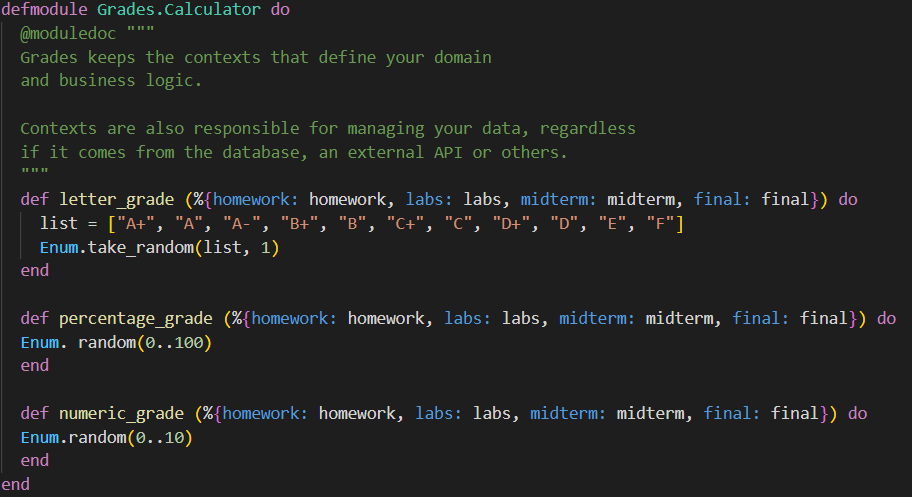 defmodule Grades.Calculator do
@moduledoc """
Grades keeps the contexts that define your domain
and business logic.
Contexts are also responsible for managing your data, regardless
if it comes from the database, an external API or others.
"""
def letter_grade (%{homework: homework, labs: labs, midterm: midterm, final: final}) do
list = ["A+", "A", "A-", "B+", "B", "C+", "C", "D+", "D", "E", "F"]
Enum.take_random(list, 1)
end
def percentage_grade (%{homework: homework, labs: labs, midterm: midterm, final: final}) do
Enum. random(0..100)
end
def numeric_grade (%{homework: homework, labs: labs, midterm: midterm, final: final}) do
Enum.random(0..10)
end
end